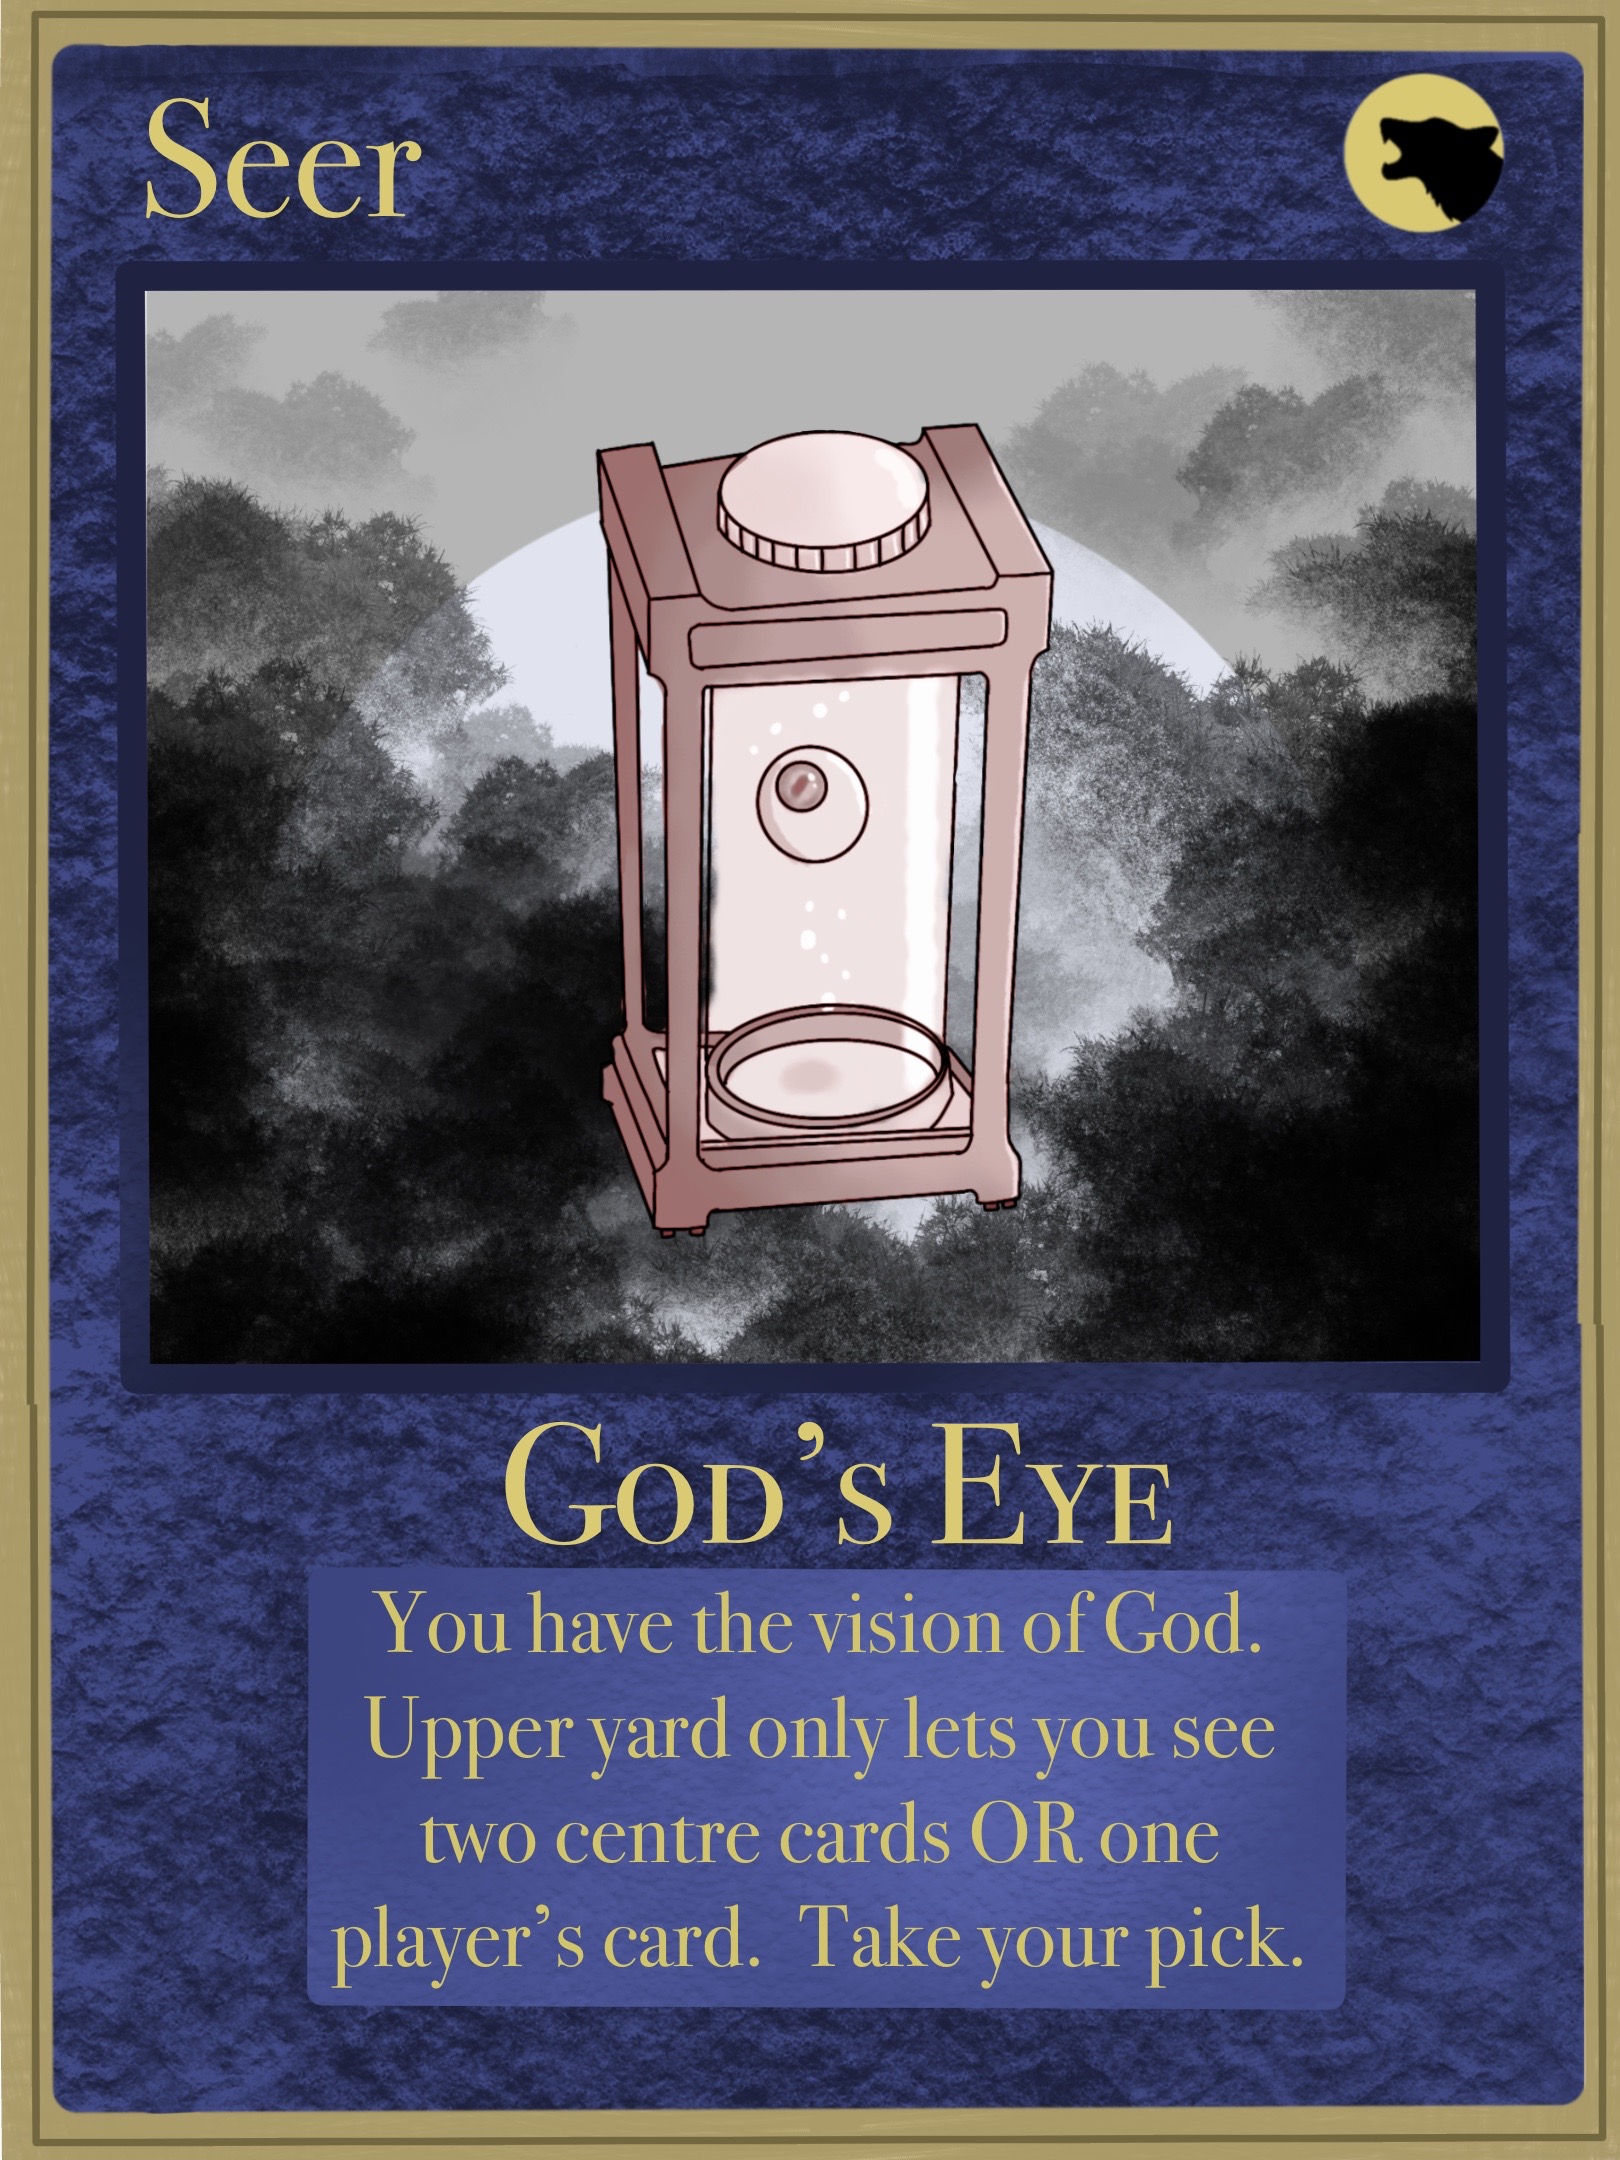 Seer
God's Eye
You have the vision of God.
Upper yard only lets you see
two centre cards OR one
player's card.  Take your pick.